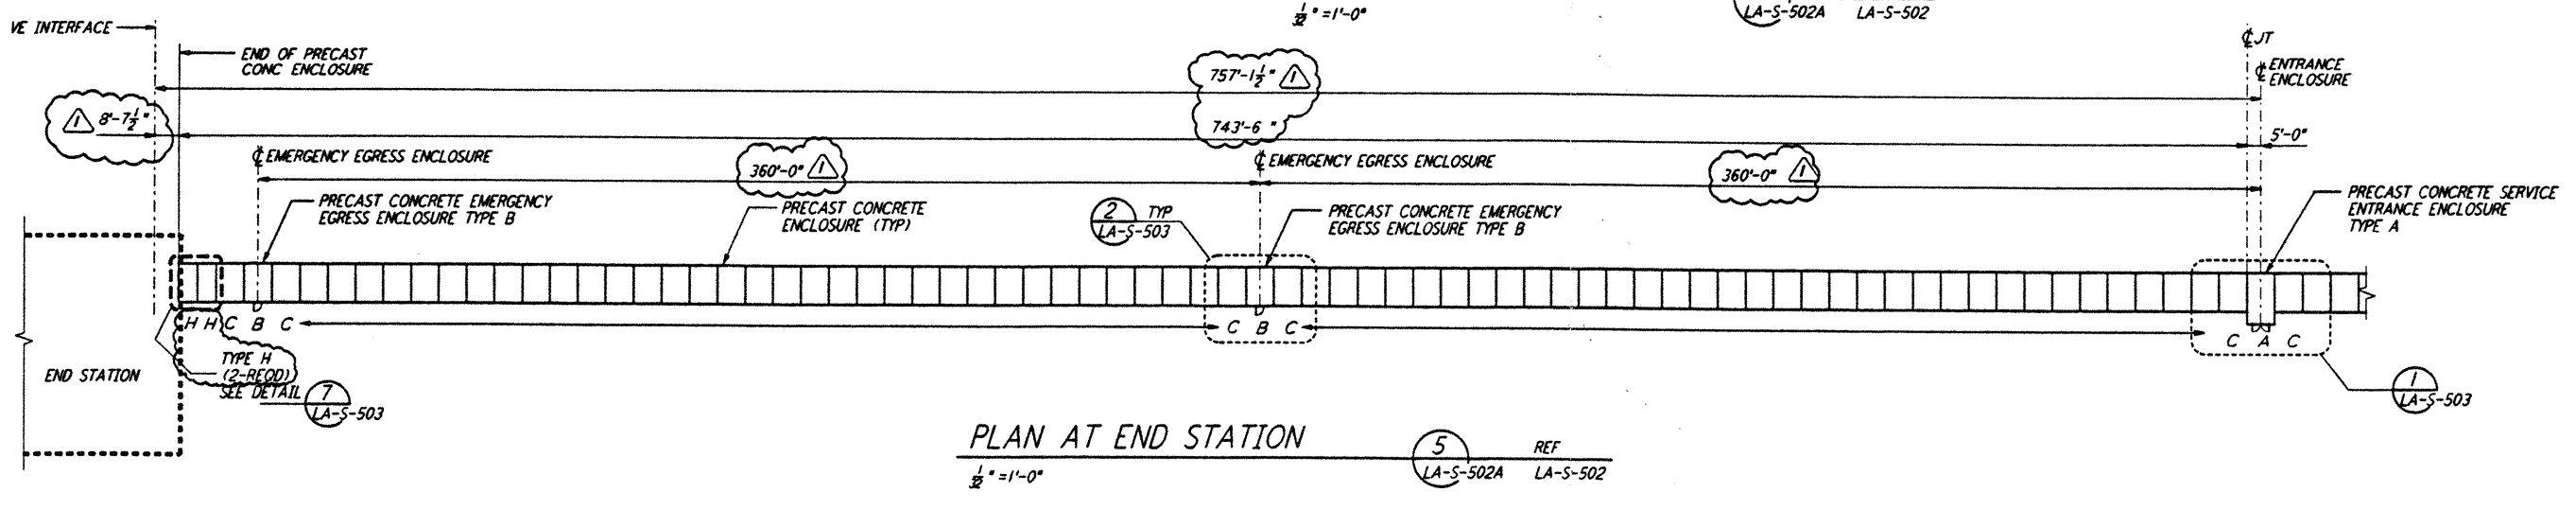 1/32 " =1'-0"
LA-S-502A LA-S-502
VE INTERFACE
END OF PRECAST
CONC ENCLOSURE
℄ JT
℄ ENTRANCE
ENCLOSURE
757'-1 1/2 " 1
1 8'-7 1/2 "
743'-6 "
5'-0"
℄ EMERGENCY EGRESS ENCLOSURE
360'-0" 1
℄ EMERGENCY EGRESS ENCLOSURE
360'-0" 1
PRECAST CONCRETE EMERGENCY
EGRESS ENCLOSURE TYPE B
PRECAST CONCRETE
ENCLOSURE (TYP)
2 TYP
LA-S-503
PRECAST CONCRETE EMERGENCY
EGRESS ENCLOSURE TYPE B
PRECAST CONCRETE SERVICE
ENTRANCE ENCLOSURE
TYPE A
H H C B C
C B C
C A C
TYPE H
(2-REQD)
SEE DETAIL 7
LA-S-503
END STATION
1
LA-S-503
PLAN AT END STATION 5 REF
1/32 " =1'-0" LA-S-502A LA-S-502